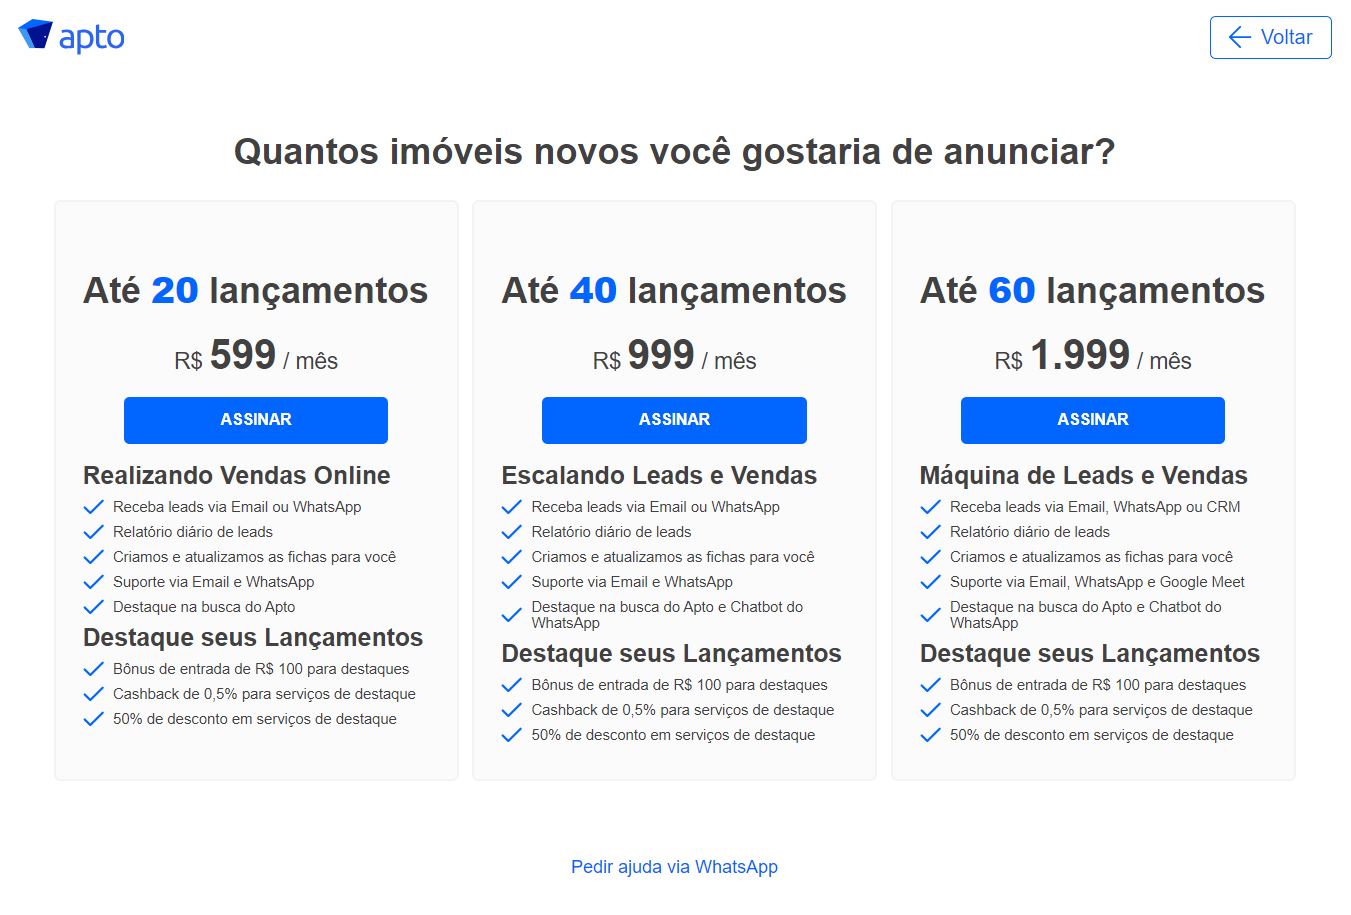 apto
Voltar
Quantos imóveis novos você gostaria de anunciar?
Até 20 lançamentos
R$ 599 / mês
ASSINAR
Realizando Vendas Online
Receba leads via Email ou WhatsApp
Relatório diário de leads
Criamos e atualizamos as fichas para você
Suporte via Email e WhatsApp
Destaque na busca do Apto
Destaque seus Lançamentos
Bônus de entrada de R$ 100 para destaques
Cashback de 0,5% para serviços de destaque
50% de desconto em serviços de destaque
Até 40 lançamentos
R$ 999 / mês
ASSINAR
Escalando Leads e Vendas
Receba leads via Email ou WhatsApp
Relatório diário de leads
Criamos e atualizamos as fichas para você
Suporte via Email e WhatsApp
Destaque na busca do Apto e Chatbot do
WhatsApp
Destaque seus Lançamentos
Bônus de entrada de R$ 100 para destaques
Cashback de 0,5% para serviços de destaque
50% de desconto em serviços de destaque
Até 60 lançamentos
R$ 1.999 / mês
ASSINAR
Máquina de Leads e Vendas
Receba leads via Email, WhatsApp ou CRM
Relatório diário de leads
Criamos e atualizamos as fichas para você
Suporte via Email, WhatsApp e Google Meet
Destaque na busca do Apto e Chatbot do
WhatsApp
Destaque seus Lançamentos
Bônus de entrada de R$ 100 para destaques
Cashback de 0,5% para serviços de destaque
50% de desconto em serviços de destaque
Pedir ajuda via WhatsApp